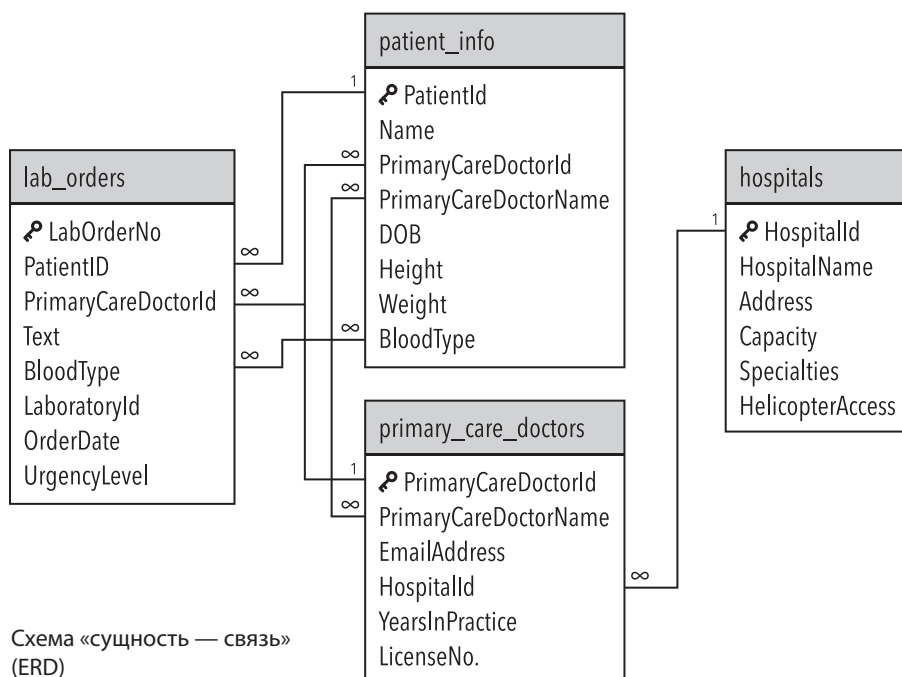 patient_info
1
PatientId
Name
∞
PrimaryCareDoctorId
∞
PrimaryCareDoctorName
DOB
Height
Weight
∞
BloodType
lab_orders
LabOrderNo
PatientID
∞
PrimaryCareDoctorId
∞
Text
BloodType
∞
LaboratoryId
OrderDate
UrgencyLevel
hospitals
1
HospitalId
HospitalName
Address
Capacity
Specialties
HelicopterAccess
primary_care_doctors
1
PrimaryCareDoctorId
∞
PrimaryCareDoctorName
EmailAddress
HospitalId
∞
YearsInPractice
LicenseNo.
Схема «сущность — связь»
(ERD)